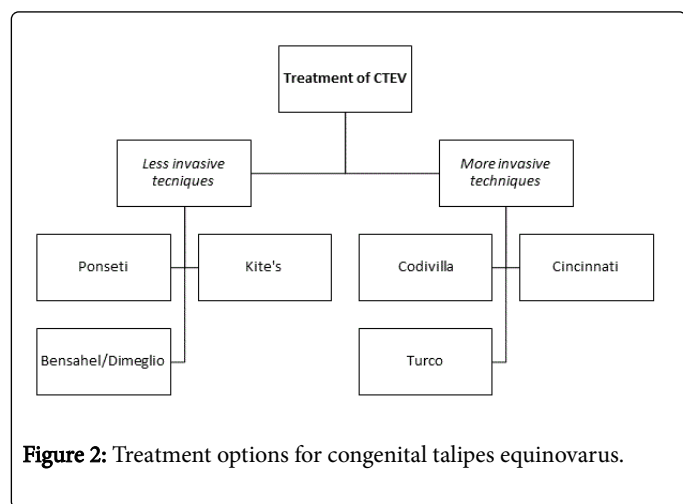 Treatment of CTEV
Less invasive
tecniques
More invasive
techniques
Ponseti
Kite's
Codivilla
Cincinnati
Bensahel/Dimeglio
Turco
Figure 2: Treatment options for congenital talipes equinovarus.